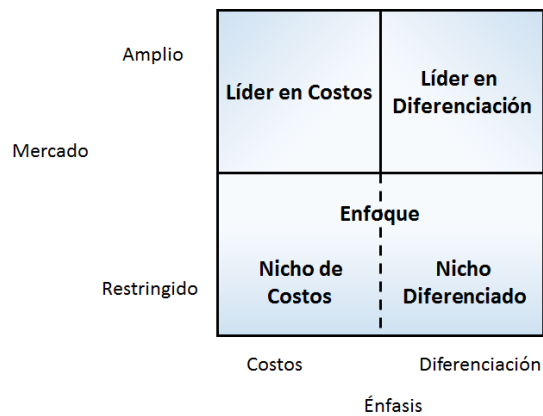 Amplio
Líder en Costos
Líder en
Diferenciación
Mercado
Enfoque
Restringido
Nicho de
Costos
Nicho
Diferenciado
Costos
Diferenciación
Énfasis